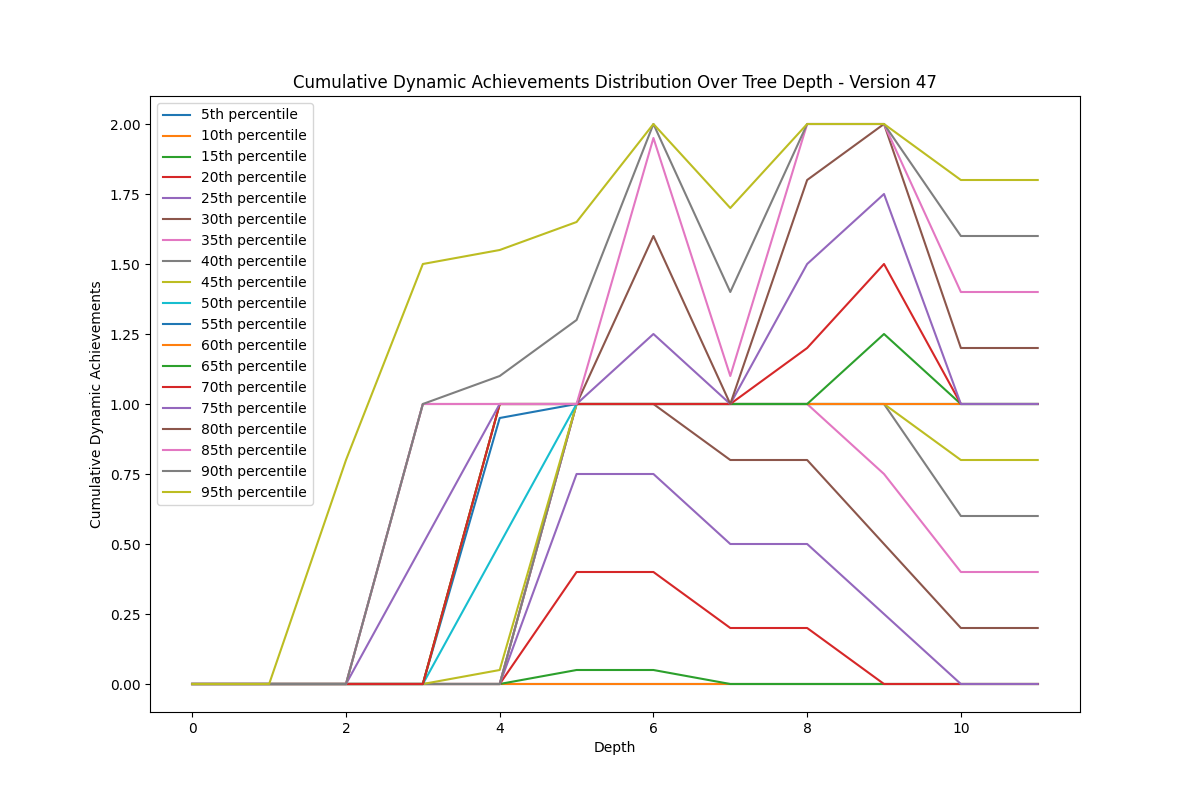 Cumulative Dynamic Achievements Distribution Over Tree Depth - Version 47
5th percentile
10th percentile
15th percentile
20th percentile
25th percentile
30th percentile
35th percentile
40th percentile
45th percentile
50th percentile
55th percentile
60th percentile
65th percentile
70th percentile
75th percentile
80th percentile
85th percentile
90th percentile
95th percentile
Cumulative Dynamic Achievements
2.00
1.75
1.50
1.25
1.00
0.75
0.50
0.25
0.00
0 2 4 6 8 10
Depth